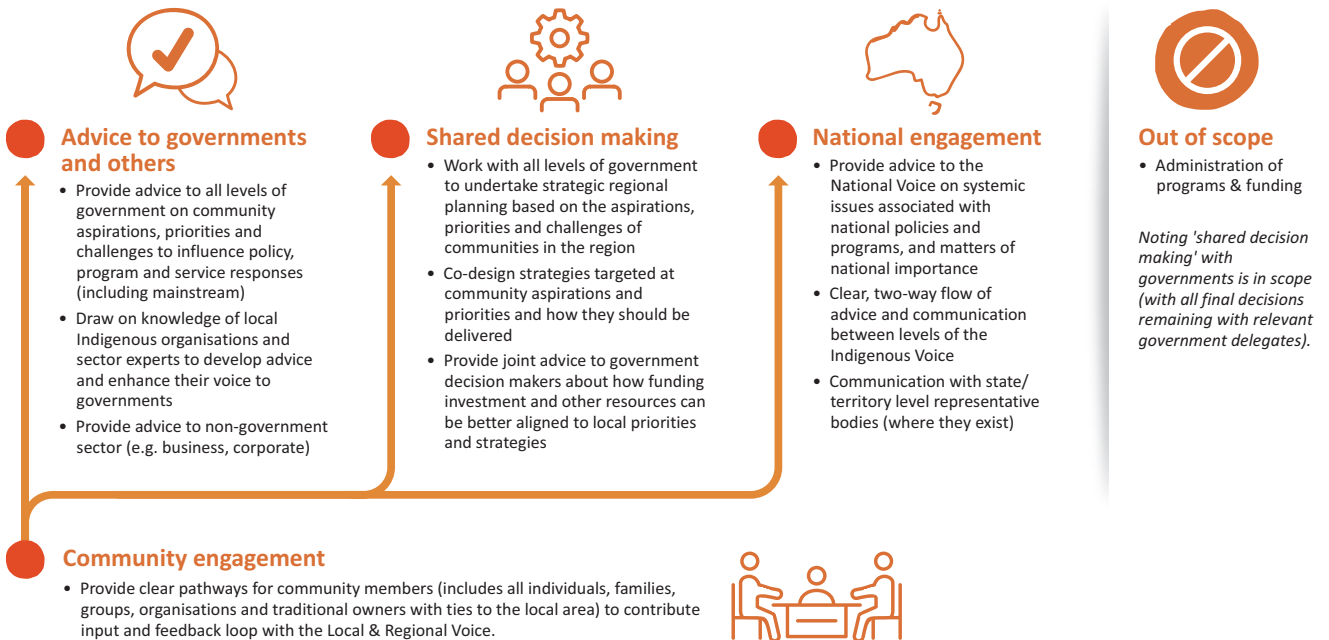 Advice to governments
and others
• Provide advice to all levels of
government on community
aspirations, priorities and
challenges to influence policy,
program and service responses
(including mainstream)
• Draw on knowledge of local
Indigenous organisations and
sector experts to develop advice
and enhance their voice to
governments
• Provide advice to non-government
sector (e.g. business, corporate)
Shared decision making
• Work with all levels of government
to undertake strategic regional
planning based on the aspirations,
priorities and challenges of
communities in the region
• Co-design strategies targeted at
community aspirations and
priorities and how they should be
delivered
• Provide joint advice to government
decision makers about how funding
investment and other resources can
be better aligned to local priorities
and strategies
National engagement
• Provide advice to the
National Voice on systemic
issues associated with
national policies and
programs, and matters of
national importance
• Clear, two-way flow of
advice and communication
between levels of the
Indigenous Voice
• Communication with state/
territory level representative
bodies (where they exist)
Out of scope
• Administration of
programs & funding
Noting 'shared decision
making' with
governments is in scope
(with all final decisions
remaining with relevant
government delegates).
Community engagement
• Provide clear pathways for community members (includes all individuals, families,
groups, organisations and traditional owners with ties to the local area) to contribute
input and feedback loop with the Local & Regional Voice.